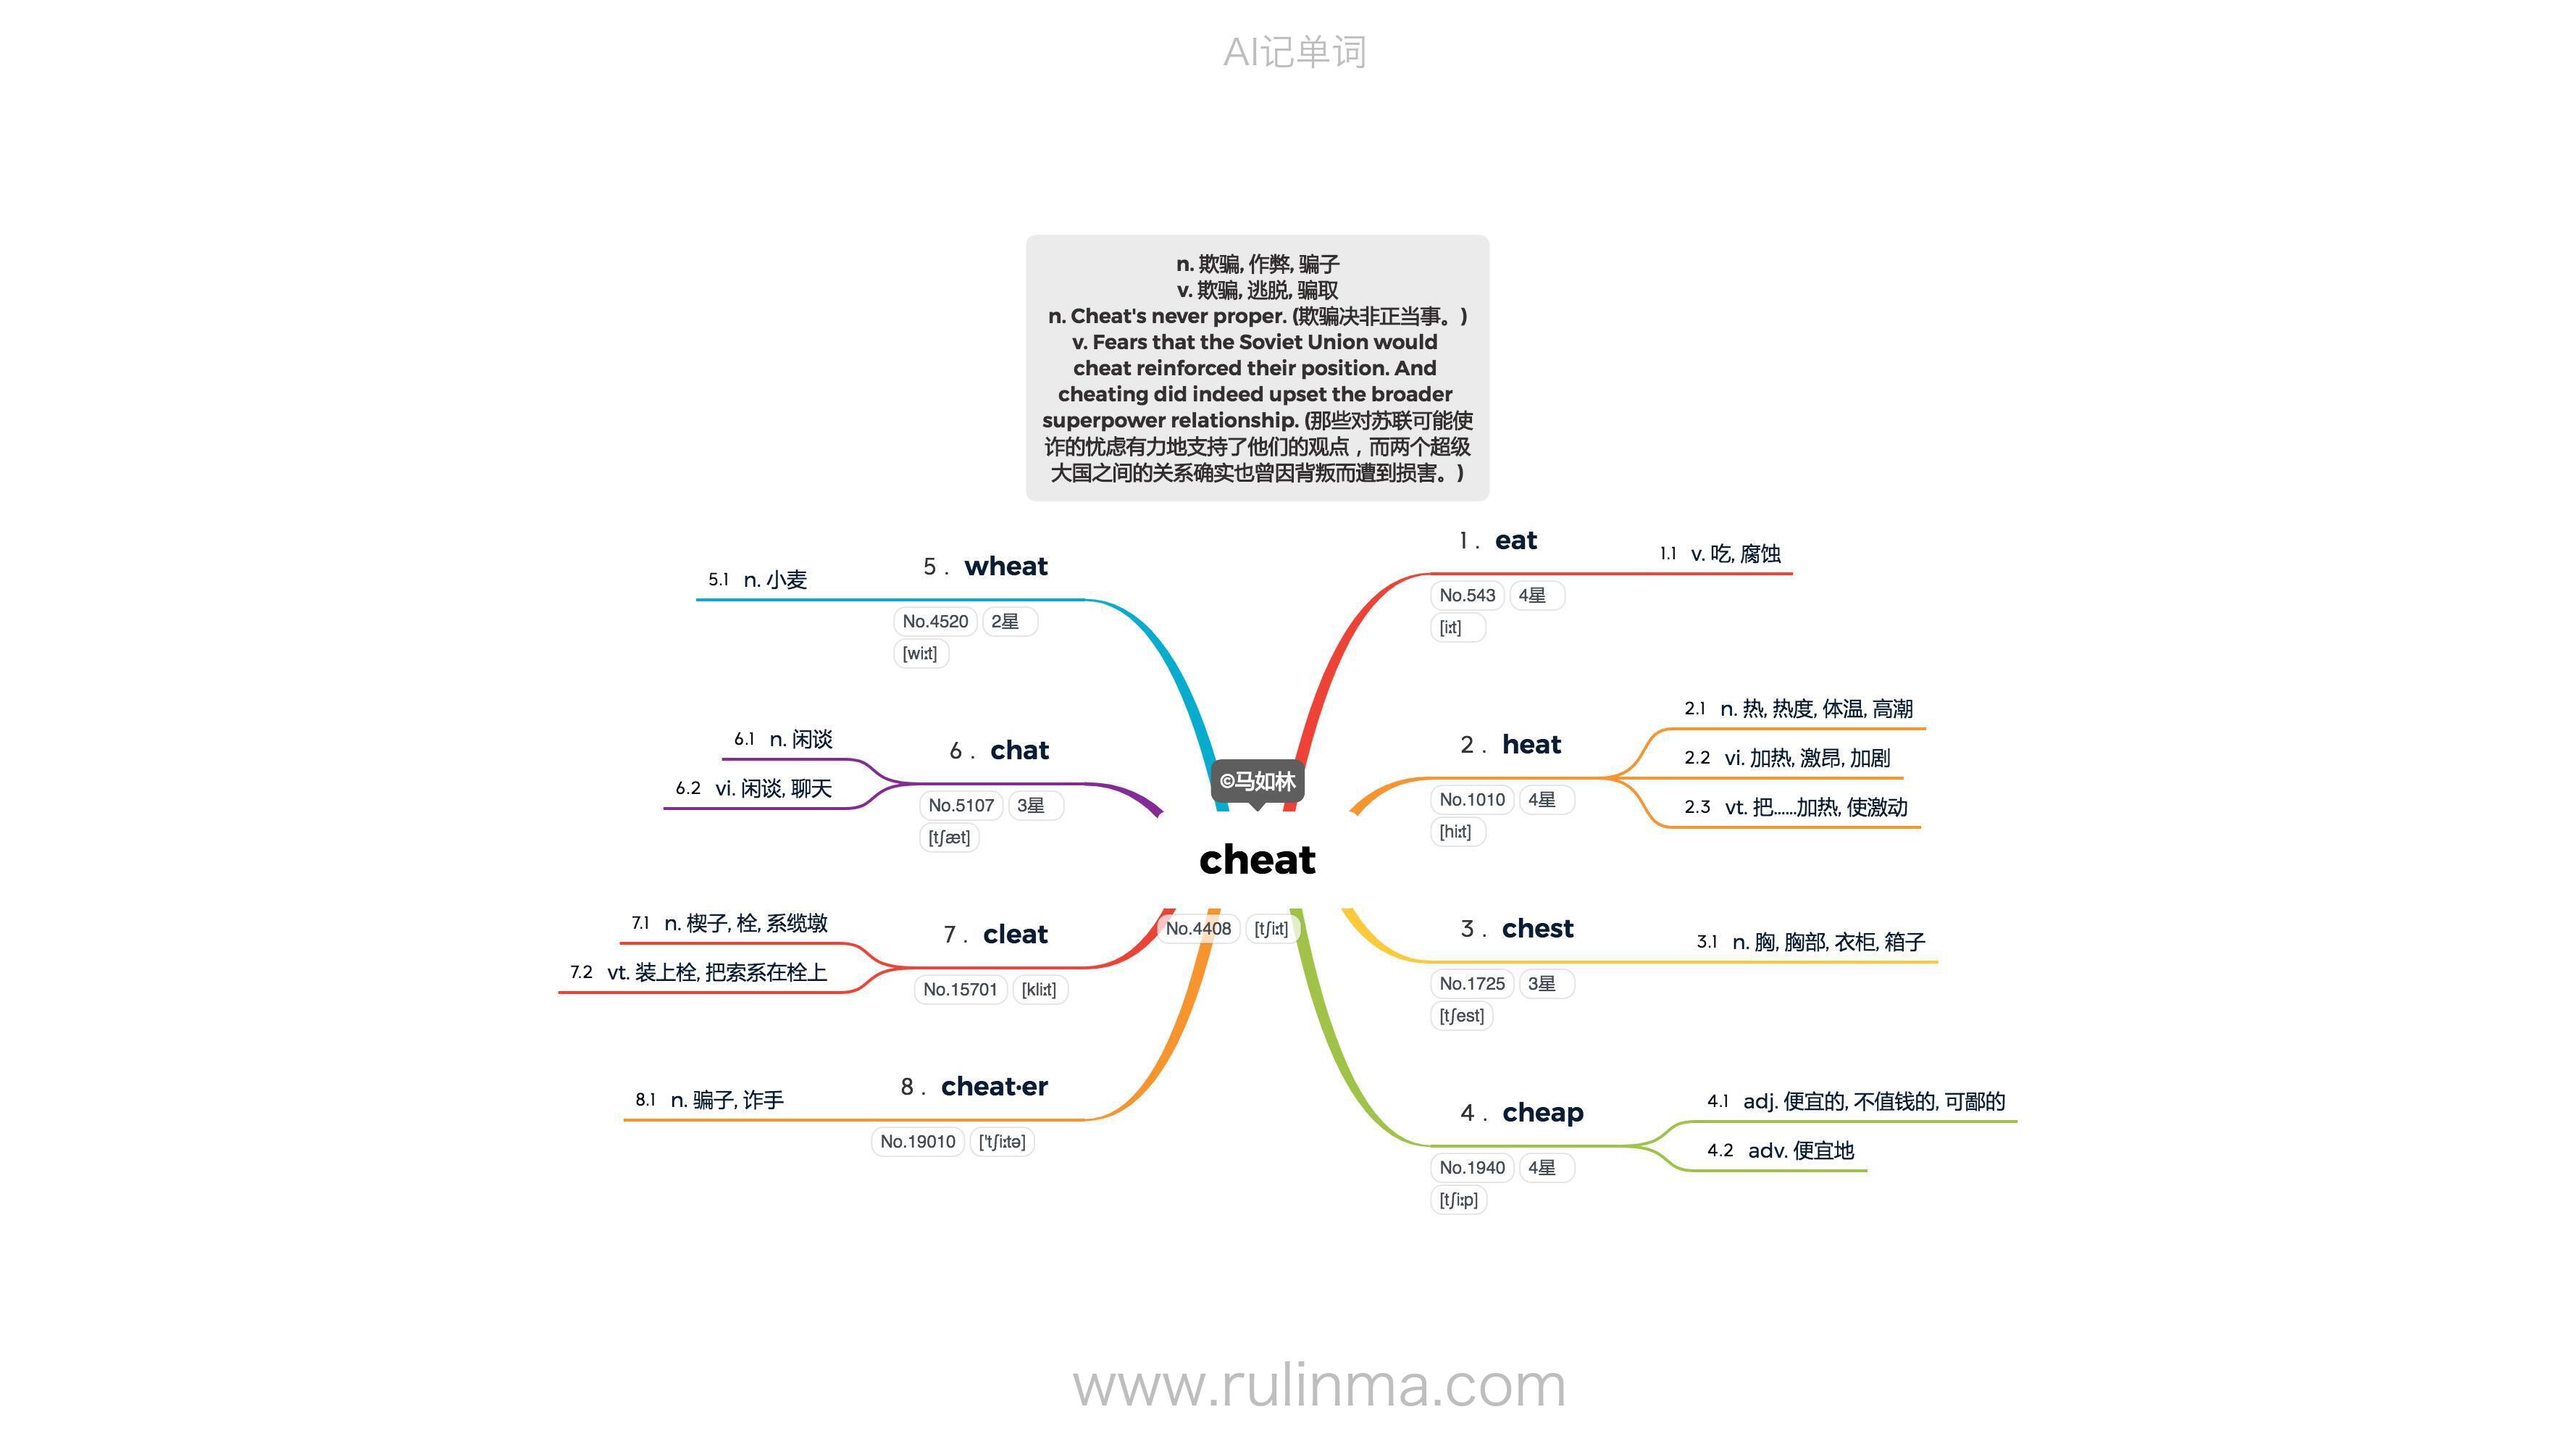 AI记单词
n. 欺骗, 作弊, 骗子
v. 欺骗, 逃脱, 骗取
n. Cheat's never proper. (欺骗决非正当事。)
v. Fears that the Soviet Union would
cheat reinforced their position. And
cheating did indeed upset the broader
superpower relationship. (那些对苏联可能使
诈的忧虑有力地支持了他们的观点，而两个超级
大国之间的关系确实也曾因背叛而遭到损害。)
©马如林
cheat
No.4408 [tʃiːt]
1. eat
No.543 4星
[iːt]
1.1 v. 吃, 腐蚀
2. heat
No.1010 4星
[hiːt]
2.1 n. 热, 热度, 体温, 高潮
2.2 vi. 加热, 激昂, 加剧
2.3 vt. 把……加热, 使激动
3. chest
No.1725 3星
[tʃest]
3.1 n. 胸, 胸部, 衣柜, 箱子
4. cheap
No.1940 4星
[tʃiːp]
4.1 adj. 便宜的, 不值钱的, 可鄙的
4.2 adv. 便宜地
5. wheat
No.4520 2星
[wiːt]
5.1 n. 小麦
6. chat
No.5107 3星
[tʃæt]
6.1 n. 闲谈
6.2 vi. 闲谈, 聊天
7. cleat
No.15701 [kliːt]
7.1 n. 楔子, 栓, 系缆墩
7.2 vt. 装上栓, 把索系在栓上
8. cheat·er
No.19010 ['tʃiːtə]
8.1 n. 骗子, 诈手
www.rulinma.com